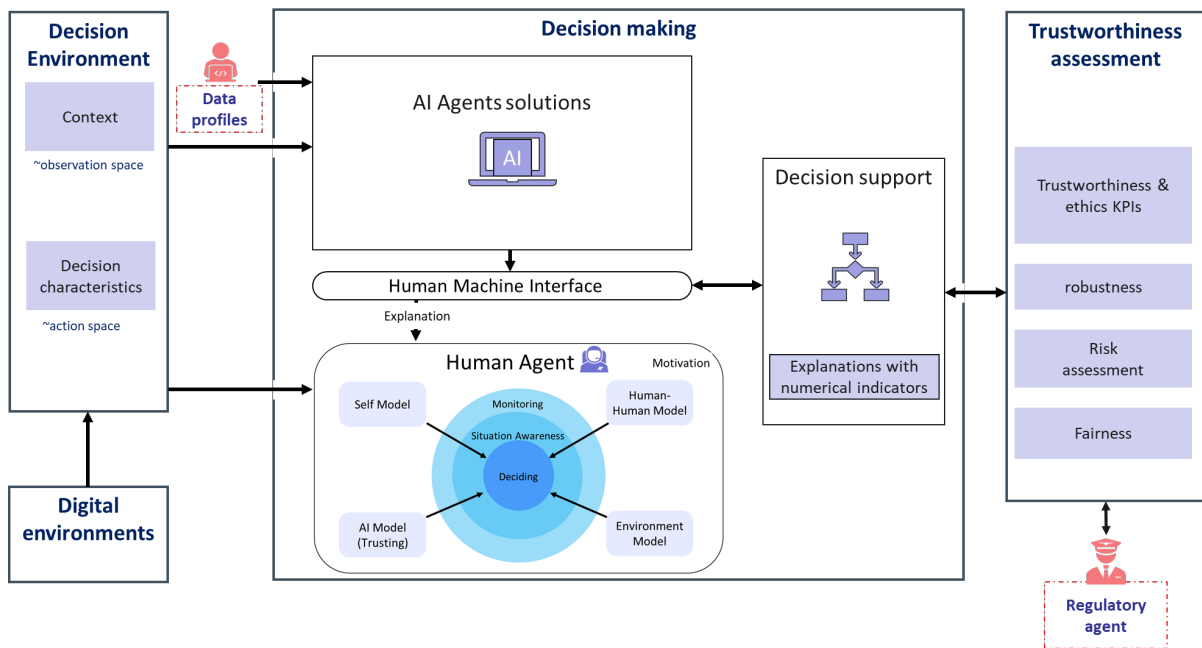 Decision
Environment
Context
~observation space
Decision
characteristics
~action space
Digital
environments
Data
profiles
Decision making
AI Agents solutions
AI
Human Machine Interface
Explanation
Human Agent
Motivation
Self Model
Human-
Human Model
Monitoring
Situation Awareness
Deciding
AI Model
(Trusting)
Environment
Model
Decision support
Explanations with
numerical indicators
Trustworthiness
assessment
Trustworthiness &
ethics KPIs
robustness
Risk
assessment
Fairness
Regulatory
agent